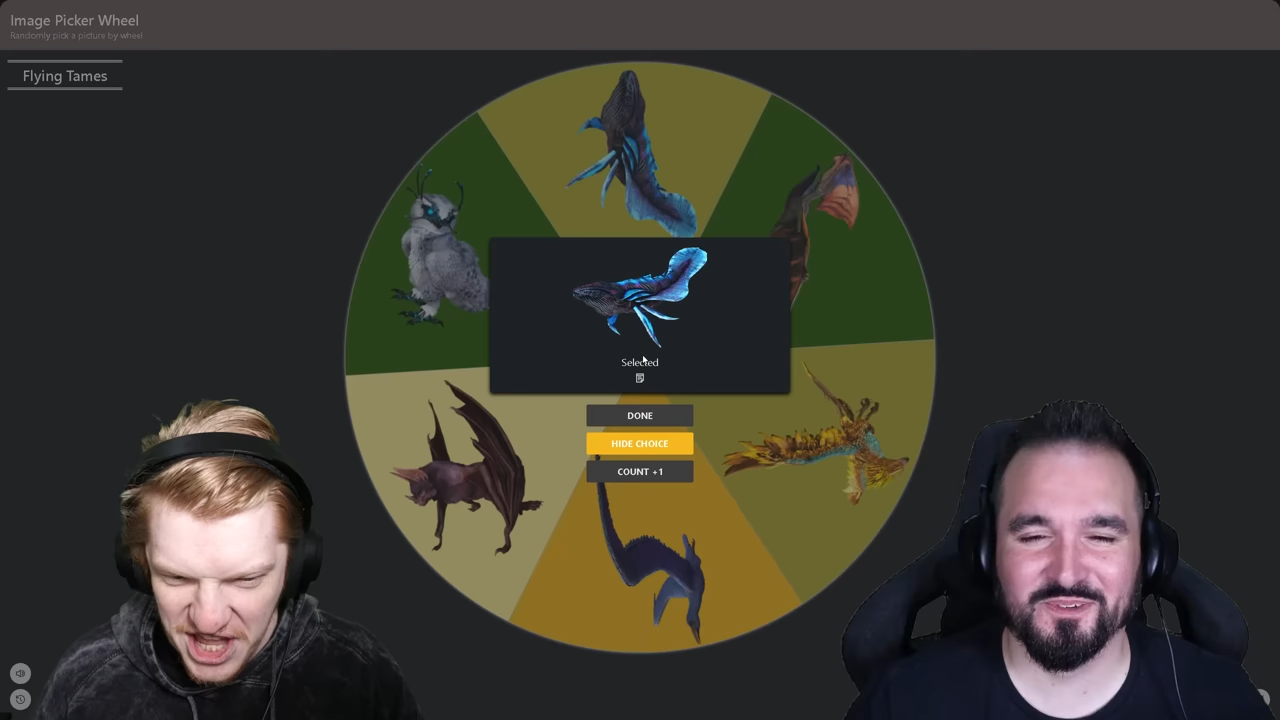 Image Picker Wheel
Randomly pick a picture by wheel
Flying Tames
Selected
DONE
HIDE CHOICE
COUNT +1